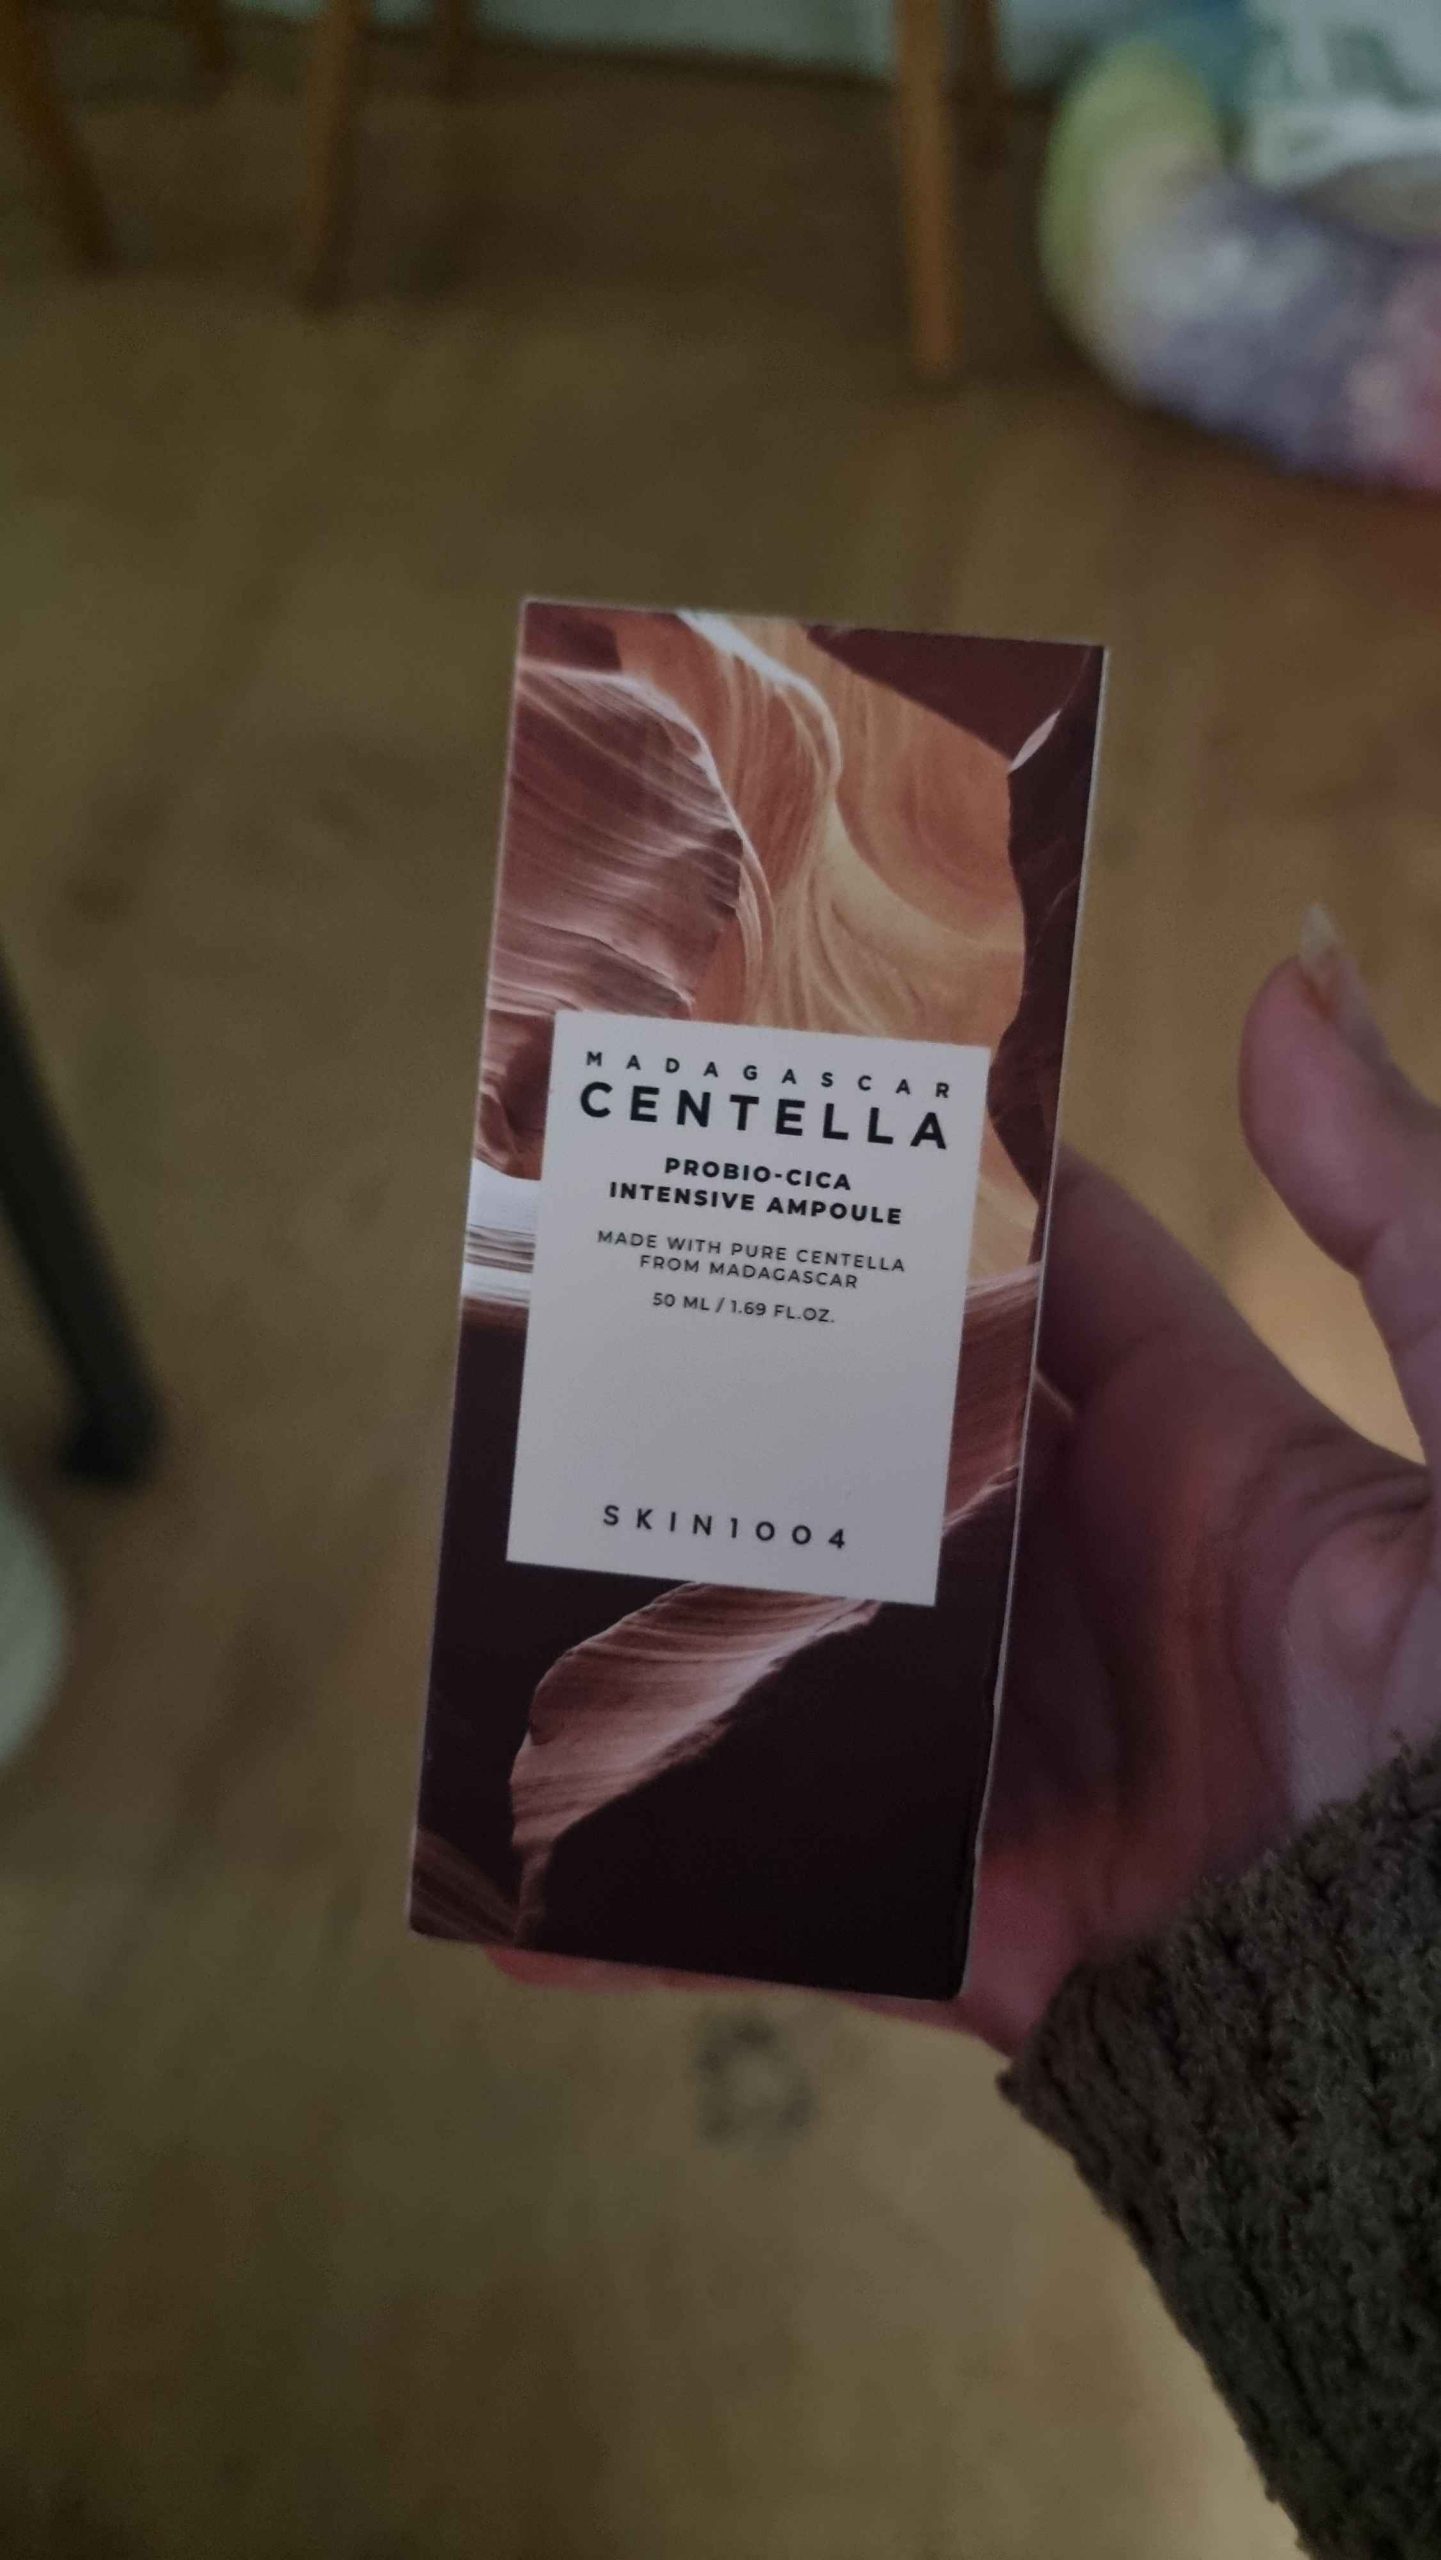 MADAGASCAR
CENTELLA
PROBIO-CICA
INTENSIVE AMPOULE
MADE WITH PURE CENTELLA
FROM MADAGASCAR
50 ML / 1.69 FL.OZ.
SKIN1004